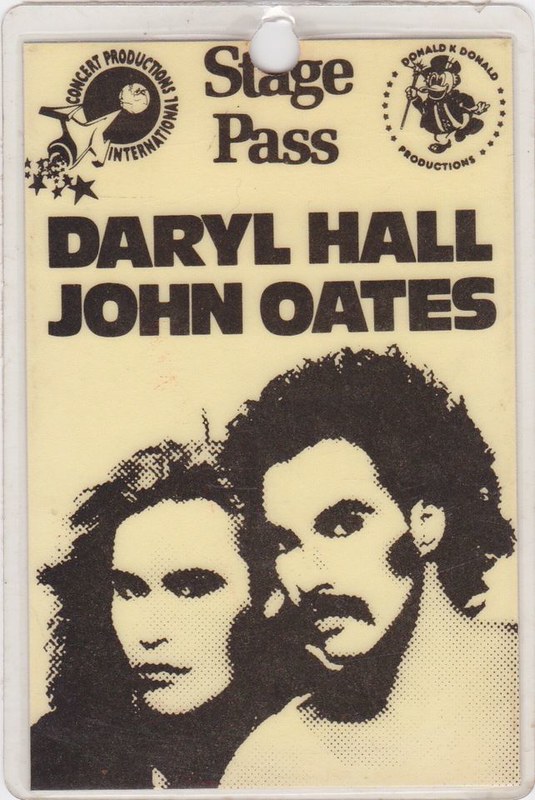 CONCERT PRODUCTIONS
INTERNATIONAL
Stage
Pass
DONALD K DONALD
PRODUCTIONS
DARYL HALL
JOHN OATES